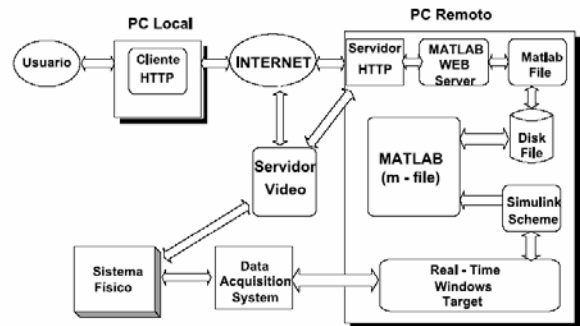 PC Local
PC Remoto
Usuario
Cliente
HTTP
INTERNET
Servidor
HTTP
MATLAB
WEB
Server
Matlab
File
Servidor
Video
MATLAB
(m - file)
Disk
File
Simulink
Scheme
Sistema
Físico
Data
Acquisition
System
Real - Time
Windows
Target